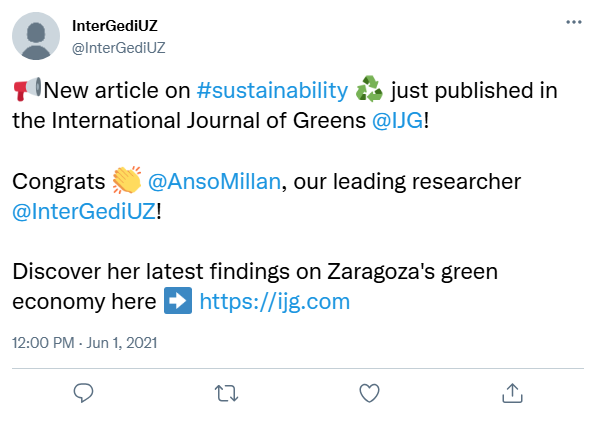 InterGediUZ
@InterGediUZ
📢New article on #sustainability ♻️ just published in
the International Journal of Greens @IJG!
Congrats 👏 @AnsoMillan, our leading researcher
@InterGediUZ!
Discover her latest findings on Zaragoza's green
economy here ➡️ https://ijg.com
12:00 PM · Jun 1, 2021